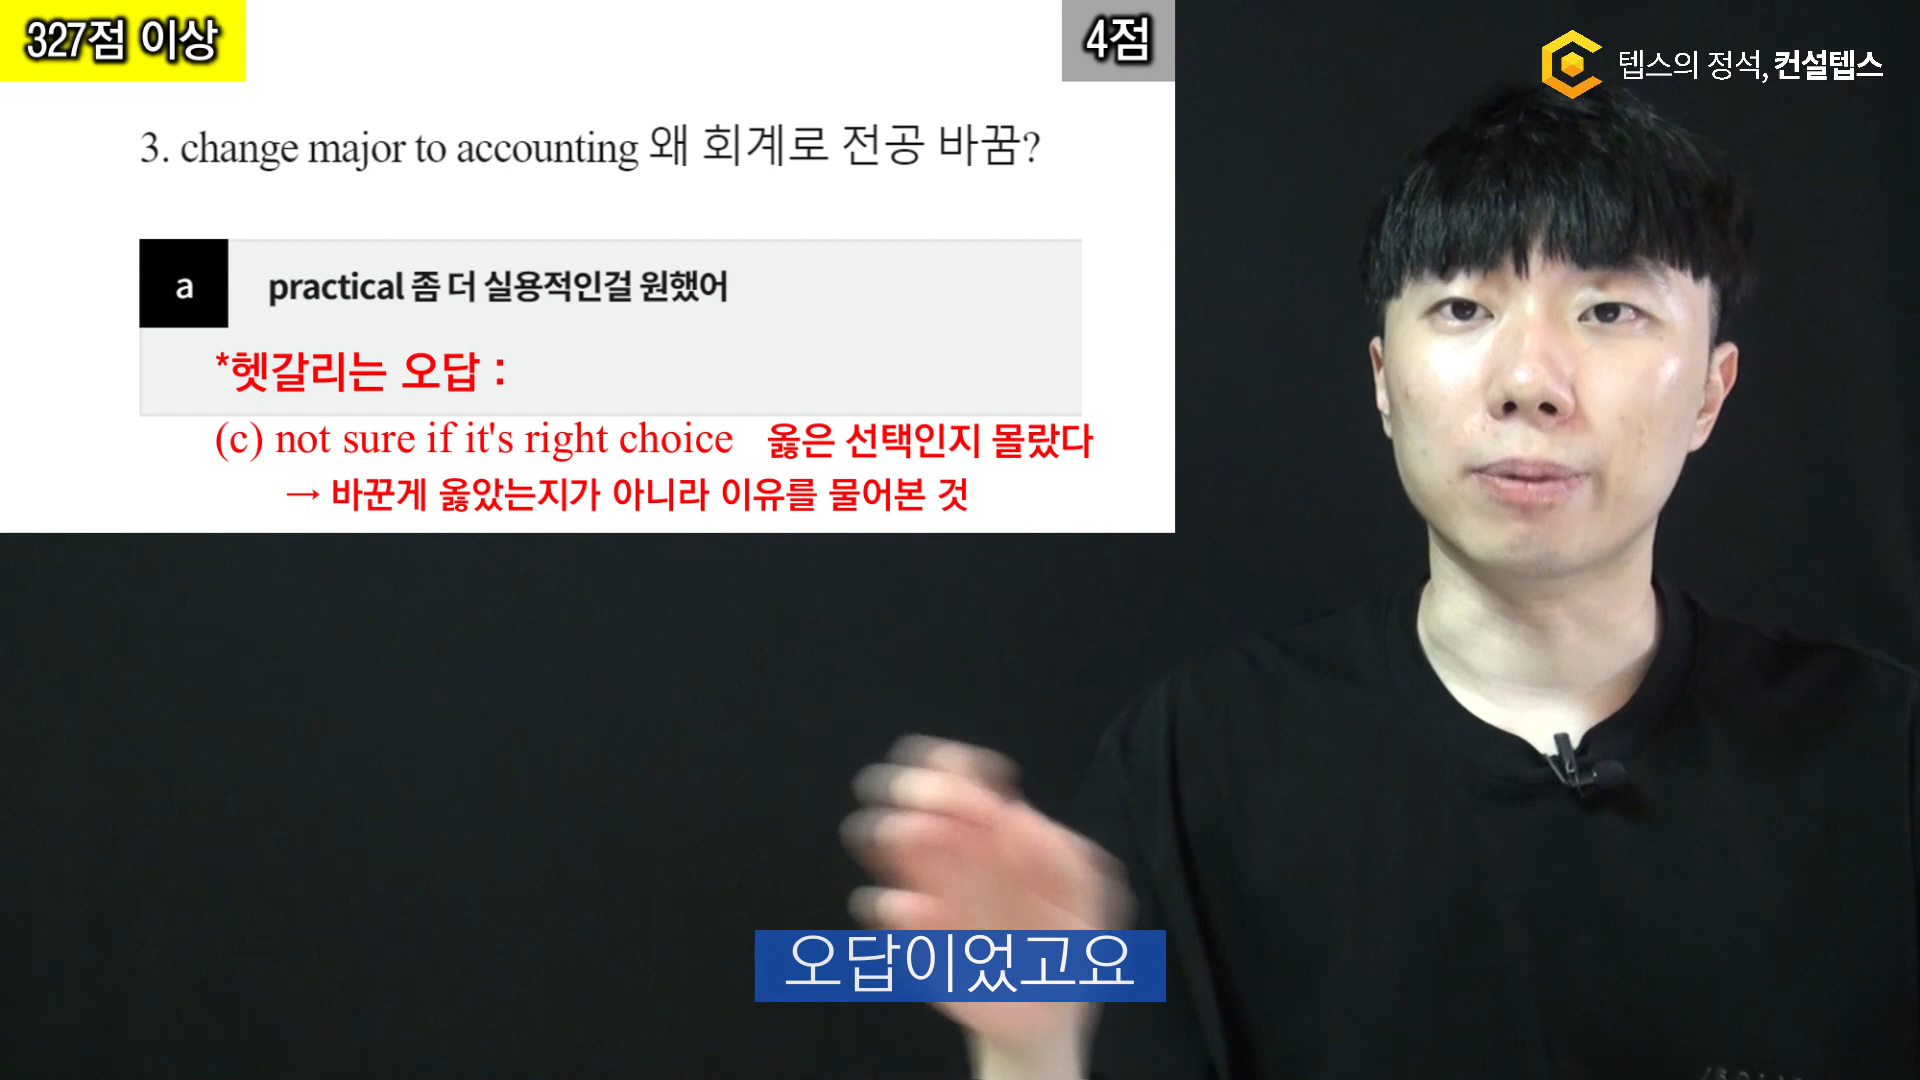 327점 이상
4점
텝스의 정석, 컨설텝스
3. change major to accounting 왜 회계로 전공 바꿈?
a
practical 좀 더 실용적인걸 원했어
*헷갈리는 오답 :
(c) not sure if it's right choice 옳은 선택인지 몰랐다
→ 바꾼게 옳았는지가 아니라 이유를 물어본 것
오답이었고요